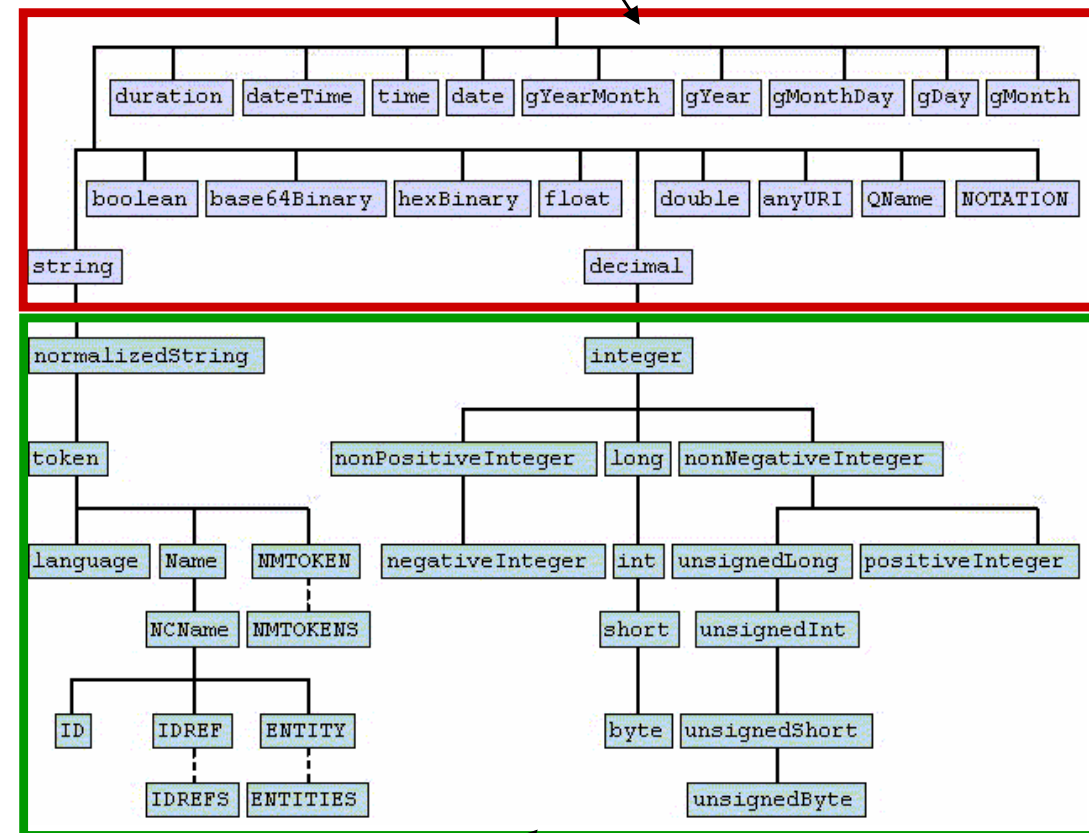 duration dateTime time date gYearMonth gYear gMonthDay gDay gMonth
boolean base64Binary hexBinary float double anyURI QName NOTATION
string decimal
normalizedString integer
token nonPositiveInteger long nonNegativeInteger
language Name NMTOKEN negativeInteger int unsignedLong positiveInteger
NCName NMTOKENS short unsignedInt
ID IDREF ENTITY byte unsignedShort
IDREFS ENTITIES unsignedByte